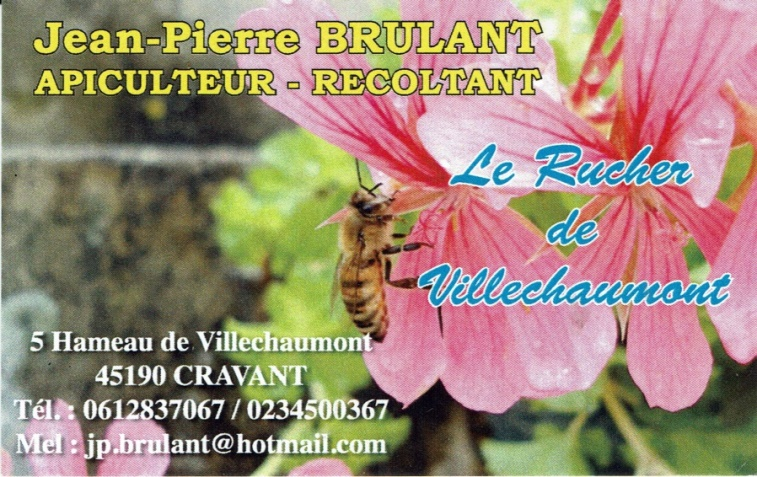 Jean-Pierre BRULANT
APICULTEUR - RECOLTANT
Le Rucher
de
Villechaumont
5 Hameau de Villechaumont
45190 CRAVANT
Tél. : 0612837067 / 0234500367
Mel : jp.brulant@hotmail.com